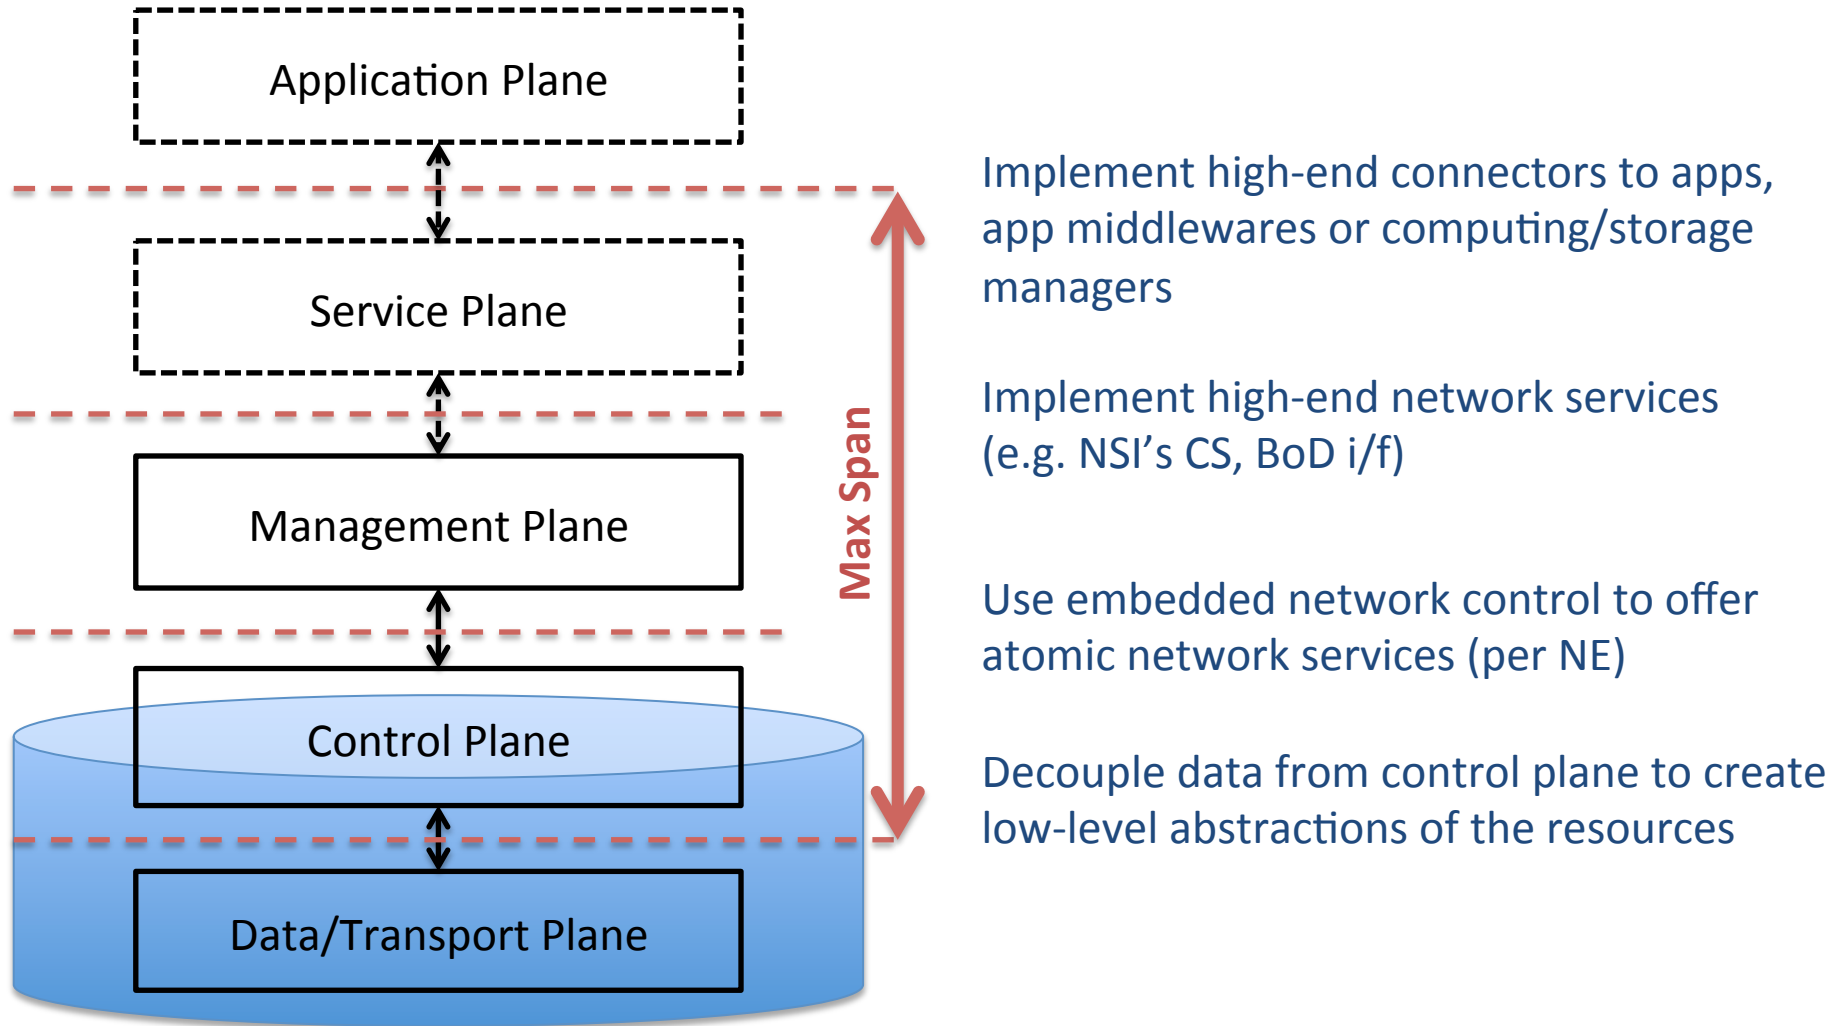 Application Plane
Service Plane
Management Plane
Control Plane
Data/Transport Plane
Max Span
Implement high-end connectors to apps,
app middlewares or computing/storage
managers
Implement high-end network services
(e.g. NSI’s CS, BoD i/f)
Use embedded network control to offer
atomic network services (per NE)
Decouple data from control plane to create
low-level abstractions of the resources